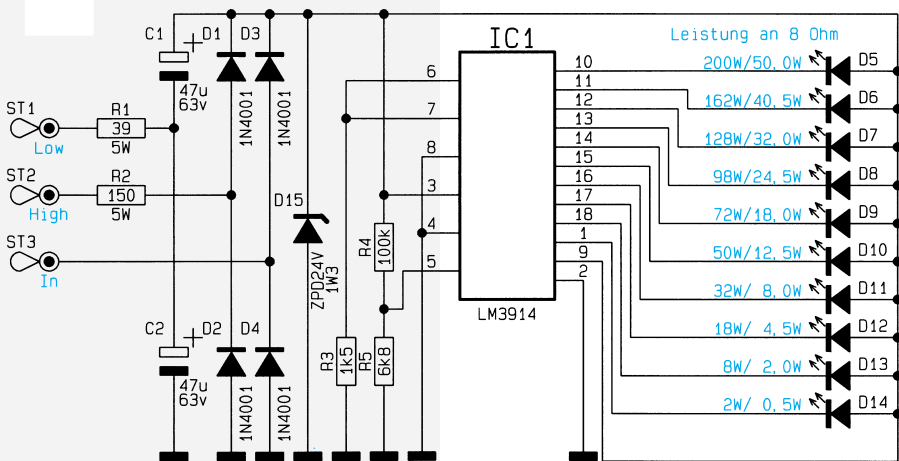 IC1
Leistung an 8 Ohm
C1
D1
D3
47u
63v
1N4001
1N4001
ST1
Low
R1
39
5W
ST2
High
R2
150
5W
ST3
In
D15
ZPD24V
1W3
R4
100k
C2
D2
D4
47u
63v
1N4001
1N4001
R3
1k5
R5
6k8
6
7
8
3
4
5
LM3914
10
11
12
13
14
15
16
17
18
1
9
2
200W/50,0W D5
162W/40,5W D6
128W/32,0W D7
98W/24,5W D8
72W/18,0W D9
50W/12,5W D10
32W/ 8,0W D11
18W/ 4,5W D12
8W/ 2,0W D13
2W/ 0,5W D14